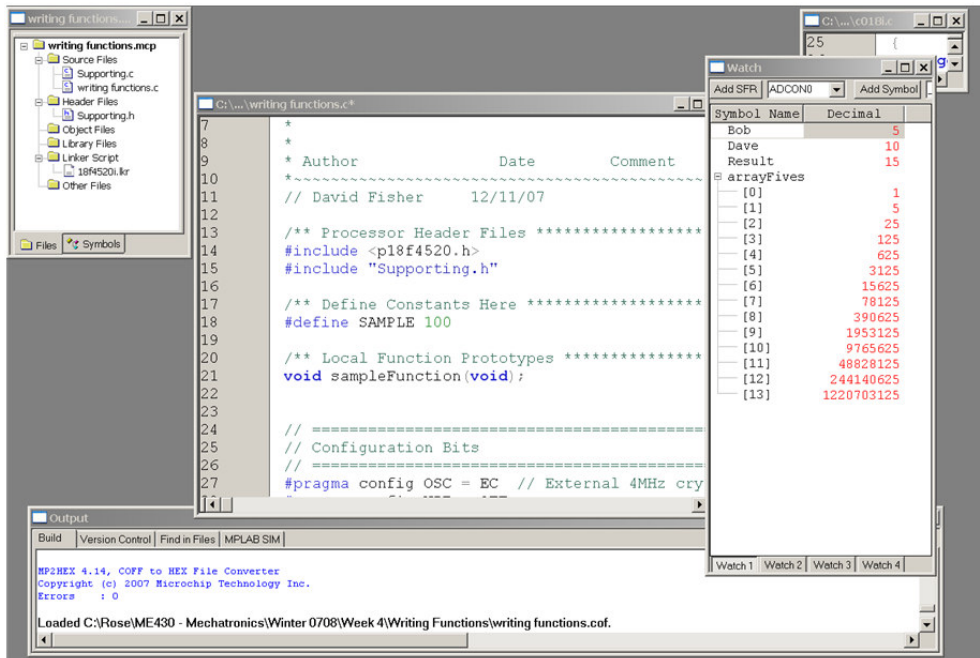 writing functions....
writing functions.mcp
Source Files
Supporting.c
writing functions.c
Header Files
Supporting.h
Object Files
Library Files
Linker Script
18f4520i.lkr
Other Files
Files Symbols
C:\...\writing functions.c*
7 *
8 *
9 * Author Date Comment
10 *~~~~~~~~~~~~~~~~~~~~~~~~~~~~~~~~~~~~~~~~~~~~~
11 // David Fisher 12/11/07
12
13 /** Processor Header Files ******************
14 #include <p18f4520.h>
15 #include "Supporting.h"
16
17 /** Define Constants Here *******************
18 #define SAMPLE 100
19
20 /** Local Function Prototypes ***************
21 void sampleFunction(void);
22
23
24 // ==========================================
25 // Configuration Bits
26 // ==========================================
27 #pragma config OSC = EC // External 4MHz cry
C:\...\c018i.c
25 {
Watch
Add SFR ADCON0 Add Symbol
Symbol Name Decimal
Bob 5
Dave 10
Result 15
arrayFives
[0] 1
[1] 5
[2] 25
[3] 125
[4] 625
[5] 3125
[6] 15625
[7] 78125
[8] 390625
[9] 1953125
[10] 9765625
[11] 48828125
[12] 244140625
[13] 1220703125
Watch 1 Watch 2 Watch 3 Watch 4
Output
Build Version Control Find in Files MPLAB SIM
MP2HEX 4.14, COFF to HEX File Converter
Copyright (c) 2007 Microchip Technology Inc.
Errors : 0
Loaded C:\Rose\ME430 - Mechatronics\Winter 0708\Week 4\Writing Functions\writing functions.cof.